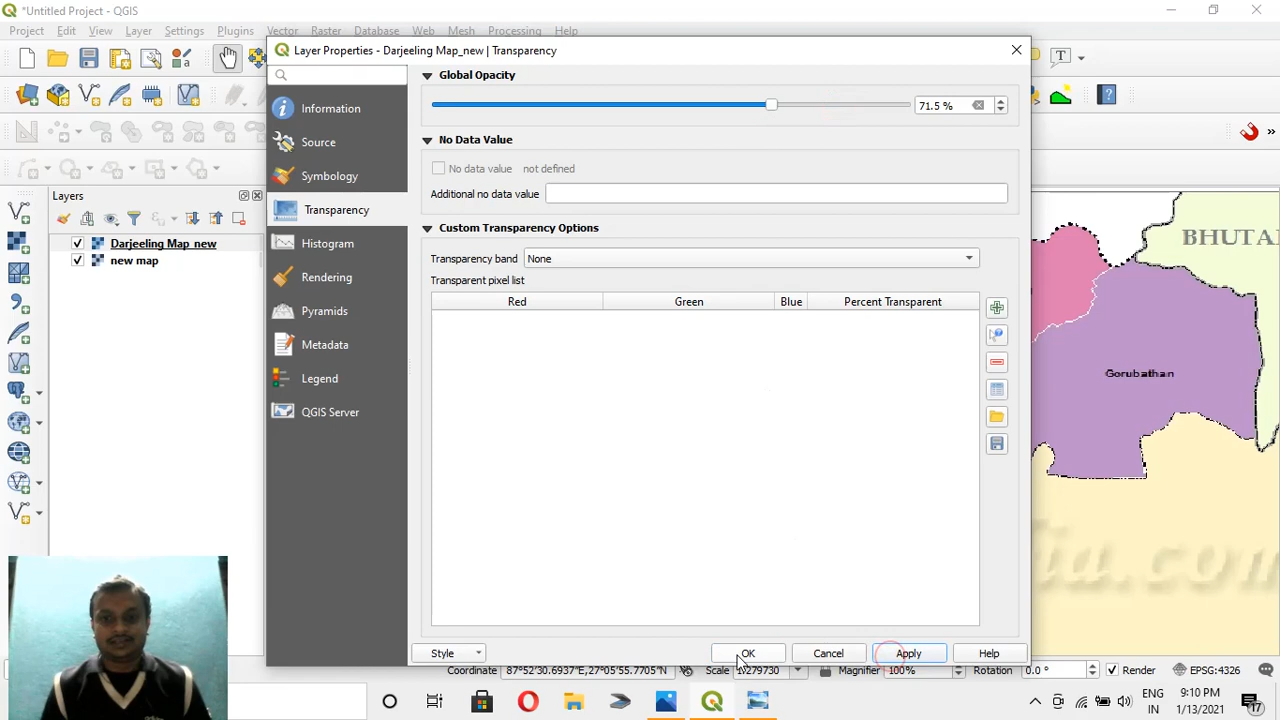 *Untitled Project - QGIS
Project Edit View Layer Settings Plugins Vector Raster Database Web Mesh Processing Help
Layer Properties - Darjeeling Map_new | Transparency
Information
Source
Symbology
Transparency
Histogram
Rendering
Pyramids
Metadata
Legend
QGIS Server
Global Opacity
71.5 %
No Data Value
No data value not defined
Additional no data value
Custom Transparency Options
Transparency band None
Transparent pixel list
Red Green Blue Percent Transparent
Style OK Cancel Apply Help
Layers
Darjeeling Map_new
new map
BHUTA
Gorubathan
ia.com
Coordinate 87°52'30.6937"E,27°05'55.7705"N Scale 1:279730 Magnifier 100% Rotation 0.0 ° Render EPSG:4326
ENG
IN
9:10 PM
1/13/2021
17